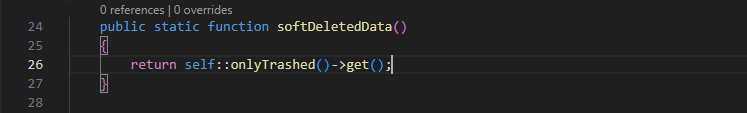 0 references | 0 overrides
24 public static function softDeletedData()
25 {
26 return self::onlyTrashed()->get();
27 }
28